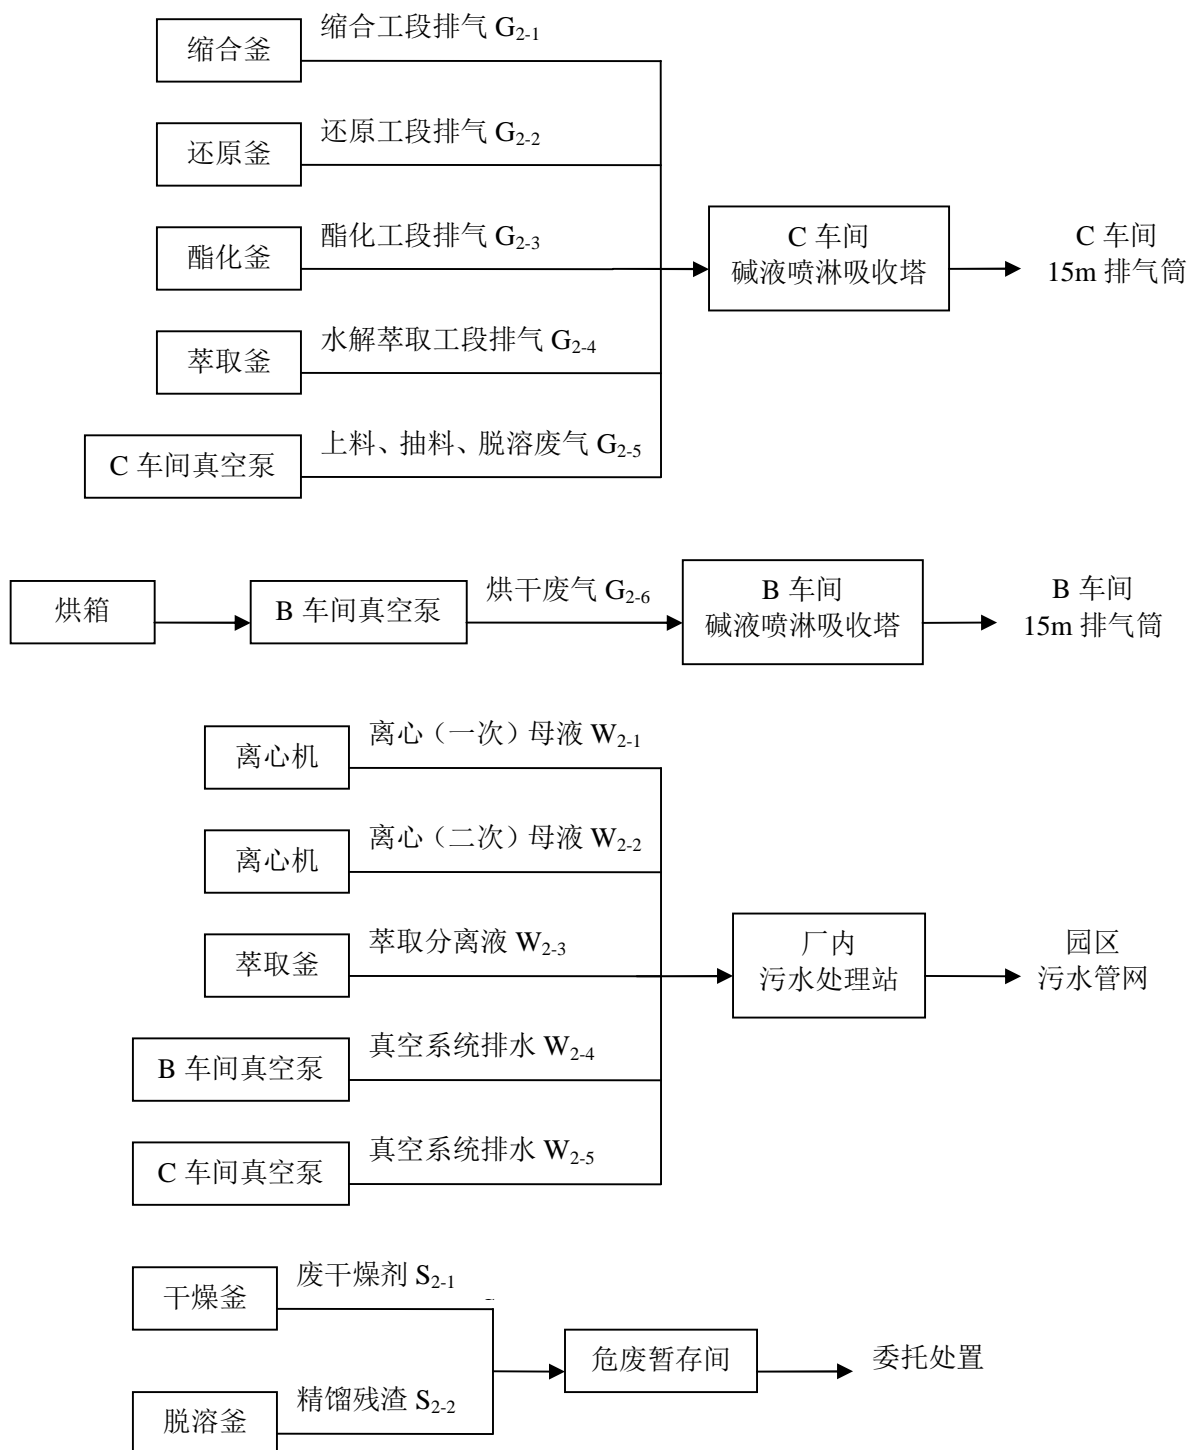 缩合釜
缩合工段排气 G2-1
还原釜
还原工段排气 G2-2
酯化釜
酯化工段排气 G2-3
萃取釜
水解萃取工段排气 G2-4
C 车间真空泵
上料、抽料、脱溶废气 G2-5
C 车间
碱液喷淋吸收塔
C 车间
15m 排气筒
烘箱
B 车间真空泵
烘干废气 G2-6
B 车间
碱液喷淋吸收塔
B 车间
15m 排气筒
离心机
离心（一次）母液 W2-1
离心机
离心（二次）母液 W2-2
萃取釜
萃取分离液 W2-3
B 车间真空泵
真空系统排水 W2-4
C 车间真空泵
真空系统排水 W2-5
厂内
污水处理站
园区
污水管网
干燥釜
废干燥剂 S2-1
脱溶釜
精馏残渣 S2-2
危废暂存间
委托处置